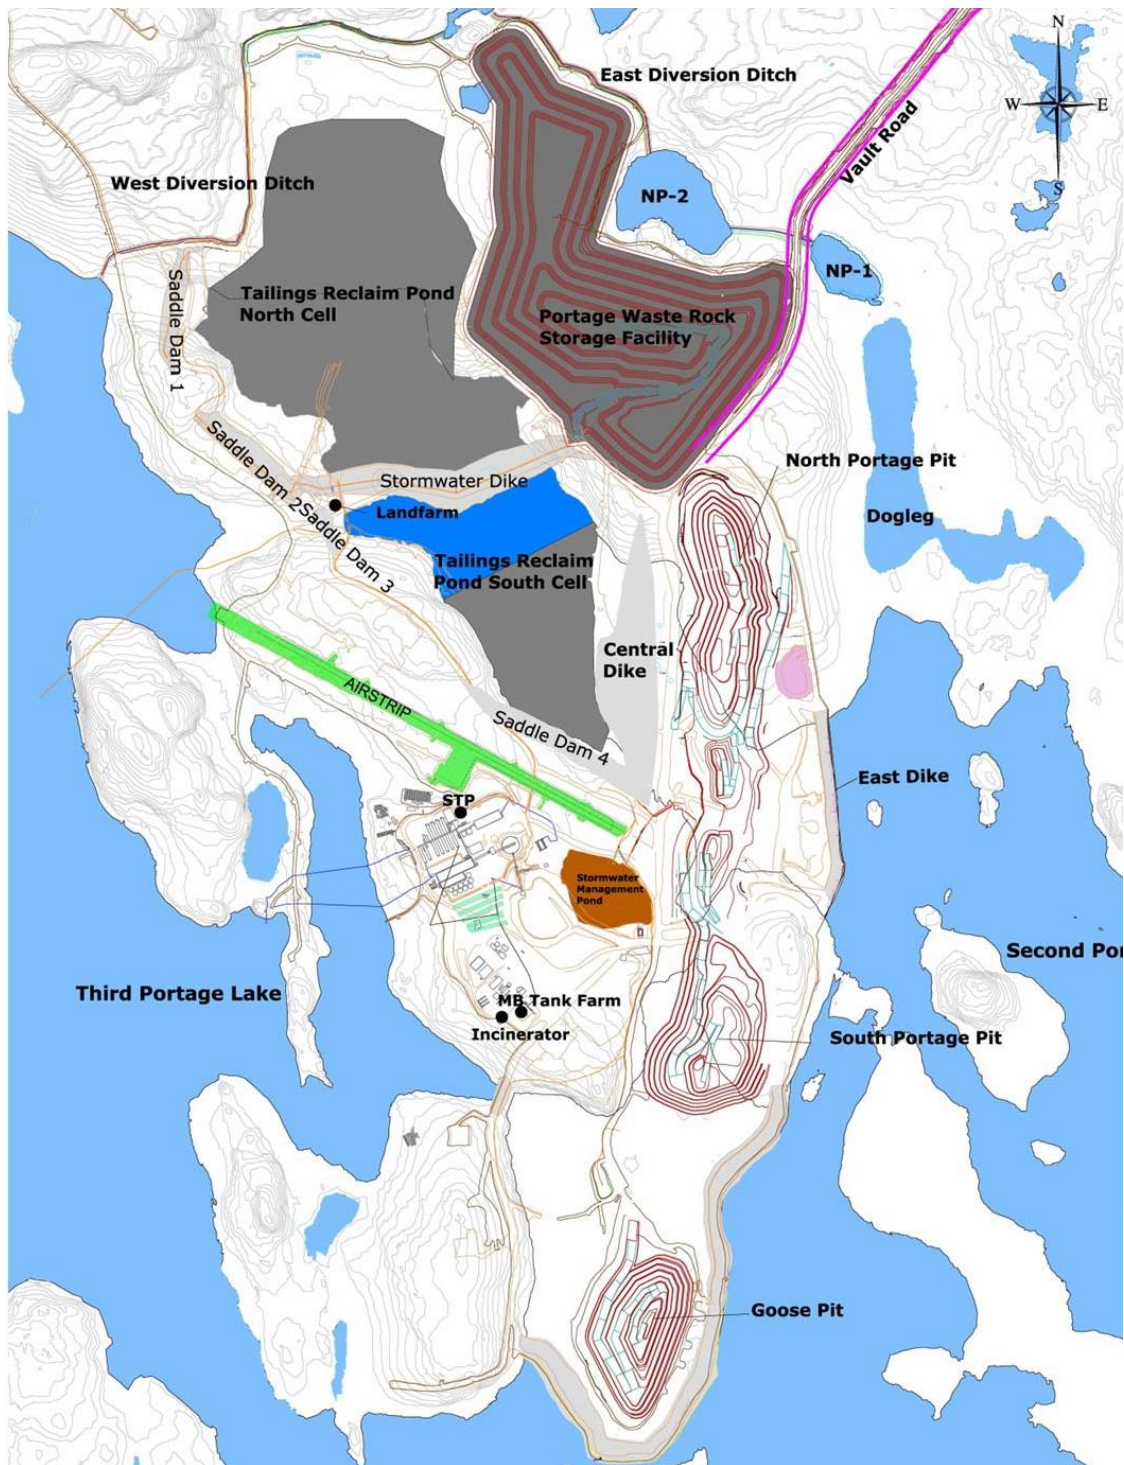 N
East Diversion Ditch
W
E
Vault Road
S
West Diversion Ditch
NP-2
NP-1
Saddle Dam 1
Tailings Reclaim Pond
North Cell
Portage Waste Rock
Storage Facility
Saddle Dam 2
North Portage Pit
Stormwater Dike
Landfarm
Dogleg
Saddle Dam 3
Tailings Reclaim
Pond South Cell
Central
Dike
AIRSTRIP
Saddle Dam 4
East Dike
STP
Stormwater
Management
Pond
Second Por
Third Portage Lake
MB Tank Farm
Incinerator
South Portage Pit
Goose Pit